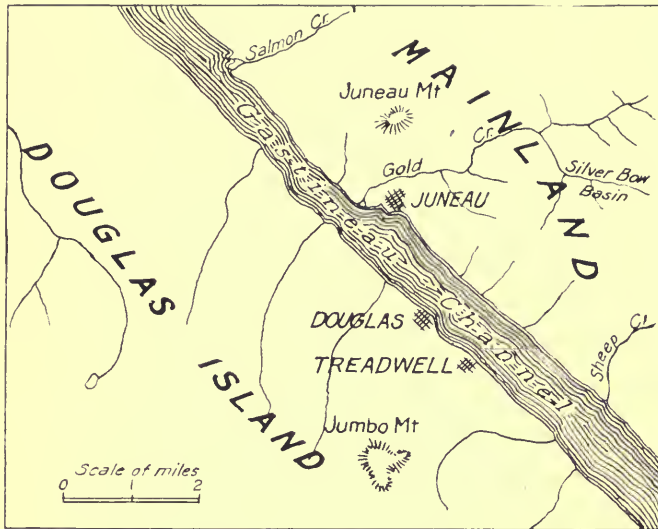 Salmon Cr.
MAINLAND
Juneau Mt
Cr.
Gold
Silver Bow
Basin
JUNEAU
Gastineau Channel
DOUGLAS ISLAND
DOUGLAS
TREADWELL
Sheep Cr.
Jumbo Mt
Scale of miles
0 1 2